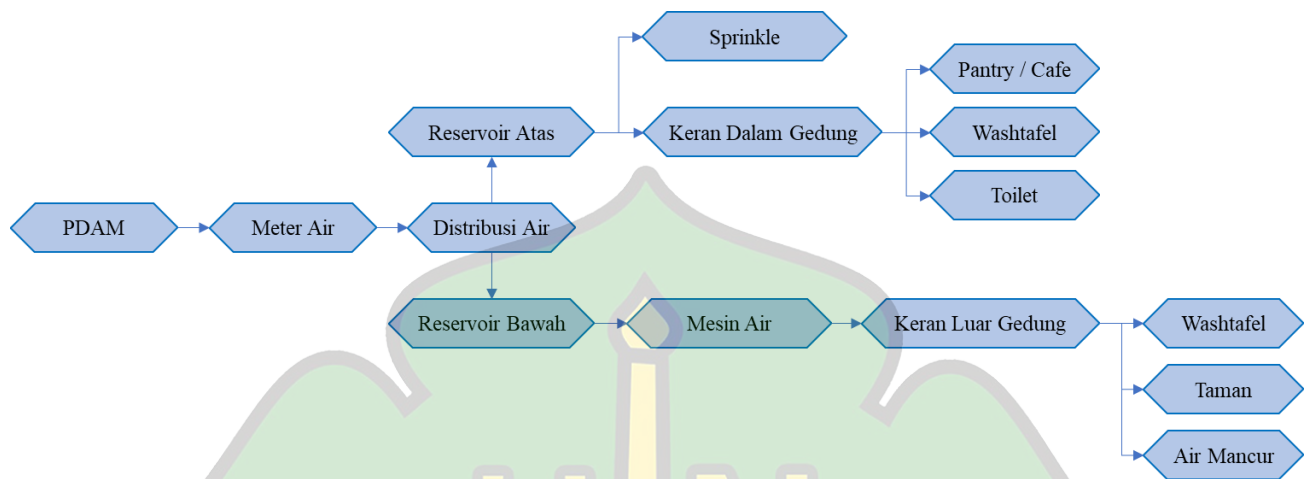 Sprinkle
Pantry / Cafe
Reservoir Atas
Keran Dalam Gedung
Washtafel
Toilet
PDAM
Meter Air
Distribusi Air
Reservoir Bawah
Mesin Air
Keran Luar Gedung
Washtafel
Taman
Air Mancur